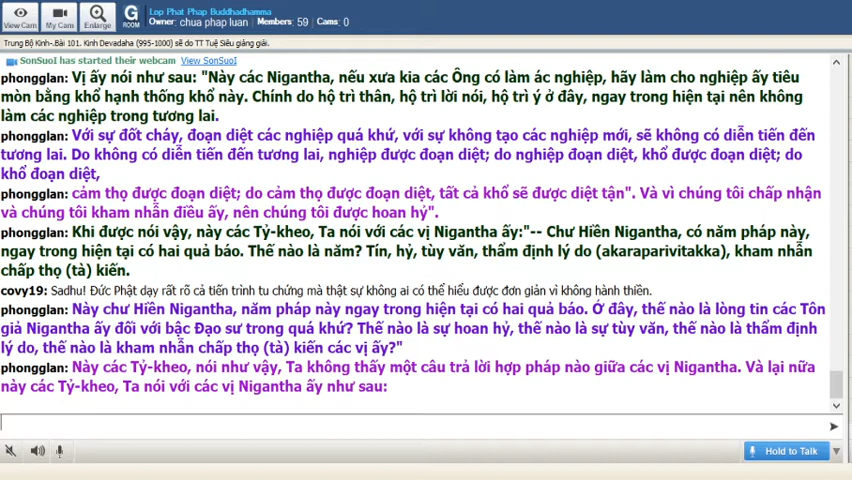 View Cam
My Cam
Enlarge
G
ROOM
Lop Phat Phap Buddhadhamma
Owner: chua phap luan Members: 59 Cams: 0
Trung Bộ Kinh-.Bài 101. Kinh Devadaha (995-1000) sẽ do TT Tuệ Siêu giảng giải.
SonSuoI has started their webcam View SonSuoI
phongglan: Vị ấy nói như sau: "Này các Nigantha, nếu xưa kia các Ông có làm ác nghiệp, hãy làm cho nghiệp ấy tiêu
mòn bằng khổ hạnh thống khổ này. Chính do hộ trì thân, hộ trì lời nói, hộ trì ý ở đây, ngay trong hiện tại nên không
làm các nghiệp trong tương lai.
phongglan: Với sự đốt cháy, đoạn diệt các nghiệp quá khứ, với sự không tạo các nghiệp mới, sẽ không có diễn tiến đến
tương lai. Do không có diễn tiến đến tương lai, nghiệp được đoạn diệt; do nghiệp đoạn diệt, khổ được đoạn diệt; do
khổ đoạn diệt,
phongglan: cảm thọ được đoạn diệt; do cảm thọ được đoạn diệt, tất cả khổ sẽ được diệt tận". Và vì chúng tôi chấp nhận
và chúng tôi kham nhẫn điều ấy, nên chúng tôi được hoan hỷ".
phongglan: Khi được nói vậy, này các Tỷ-kheo, Ta nói với các vị Nigantha ấy:"-- Chư Hiền Nigantha, có năm pháp này,
ngay trong hiện tại có hai quả báo. Thế nào là năm? Tín, hỷ, tùy văn, thẩm định lý do (akaraparivitakka), kham nhẫn
chấp thọ (tà) kiến.
covy19: Sadhu! Đức Phật dạy rất rõ cả tiến trình tu chứng mà thật sự không ai có thể hiểu được đơn giản vì không hành thiền.
phongglan: Này chư Hiền Nigantha, năm pháp này ngay trong hiện tại có hai quả báo. Ở đây, thế nào là lòng tin các Tôn
giả Nigantha ấy đối với bậc Đạo sư trong quá khứ? Thế nào là sự hoan hỷ, thế nào là sự tùy văn, thế nào là thẩm định
lý do, thế nào là kham nhẫn chấp thọ (tà) kiến các vị ấy?"
phongglan: Này các Tỷ-kheo, nói như vậy, Ta không thấy một câu trả lời hợp pháp nào giữa các vị Nigantha. Và lại nữa
này các Tỷ-kheo, Ta nói với các vị Nigantha ấy như sau:
Hold to Talk